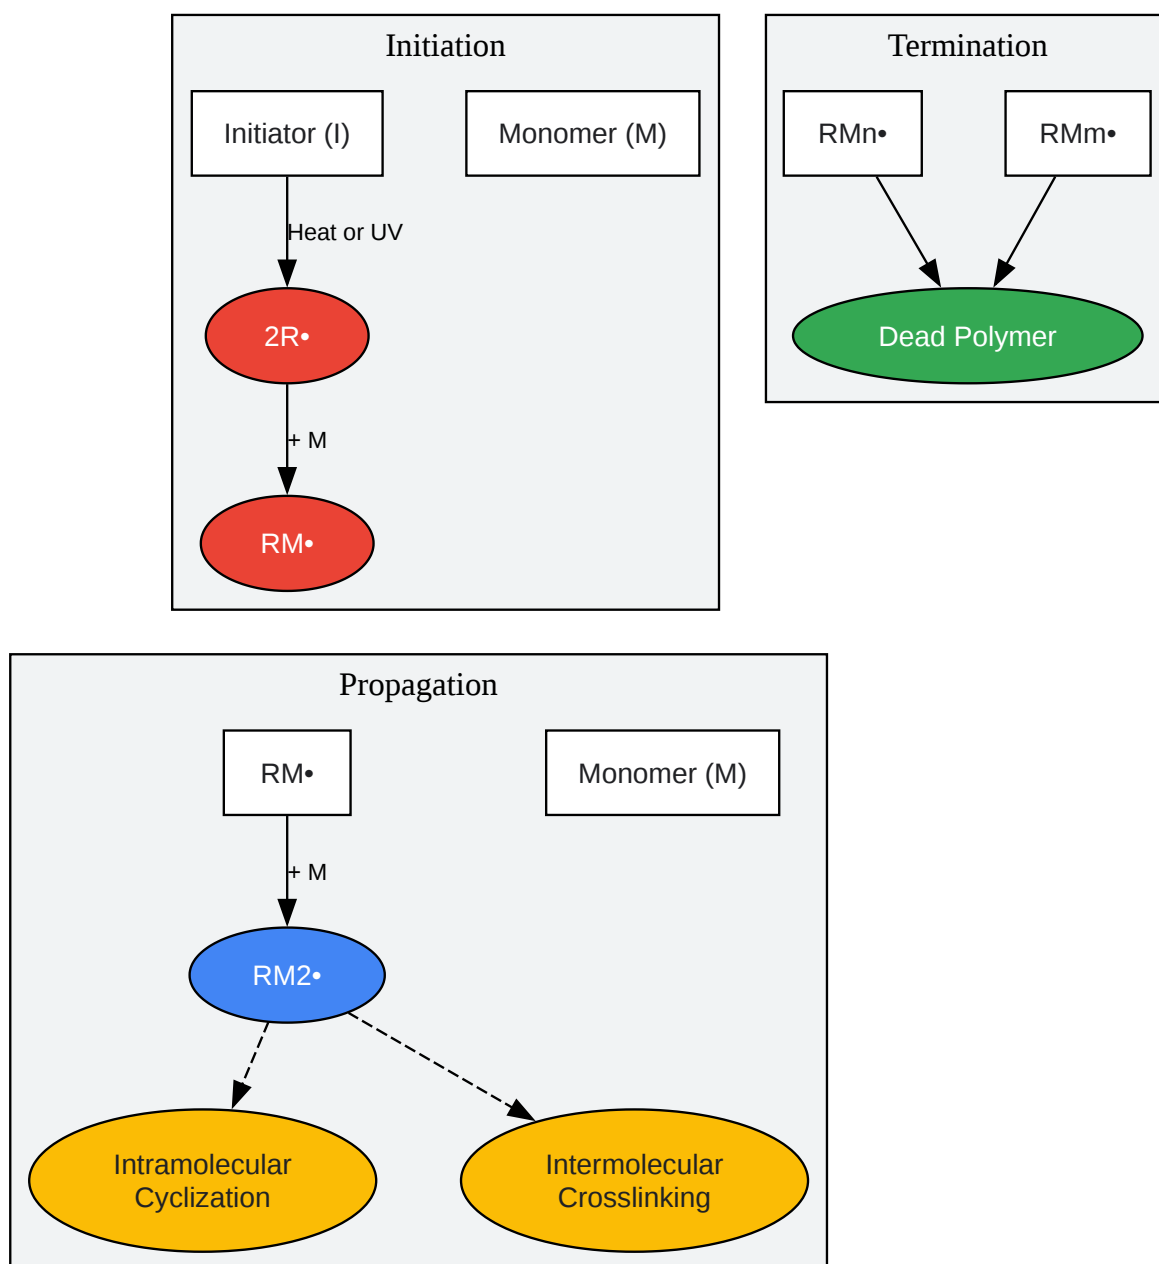 Initiation
Initiator (I)
Monomer (M)
Heat or UV
2R•
+ M
RM•
Termination
RMn•
RMm•
Dead Polymer
Propagation
RM•
Monomer (M)
+ M
RM2•
Intramolecular
Cyclization
Intermolecular
Crosslinking